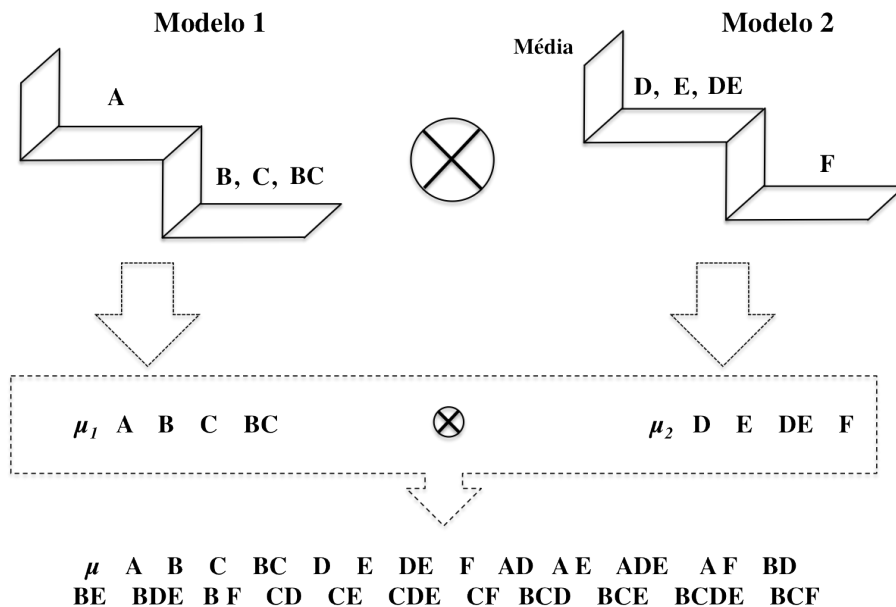 Modelo 1 Modelo 2
Média
A D, E, DE
B, C, BC F
μ1 A B C BC μ2 D E DE F
μ A B C BC D E DE F AD A E ADE A F BD
BE BDE B F CD CE CDE CF BCD BCE BCDE BCF